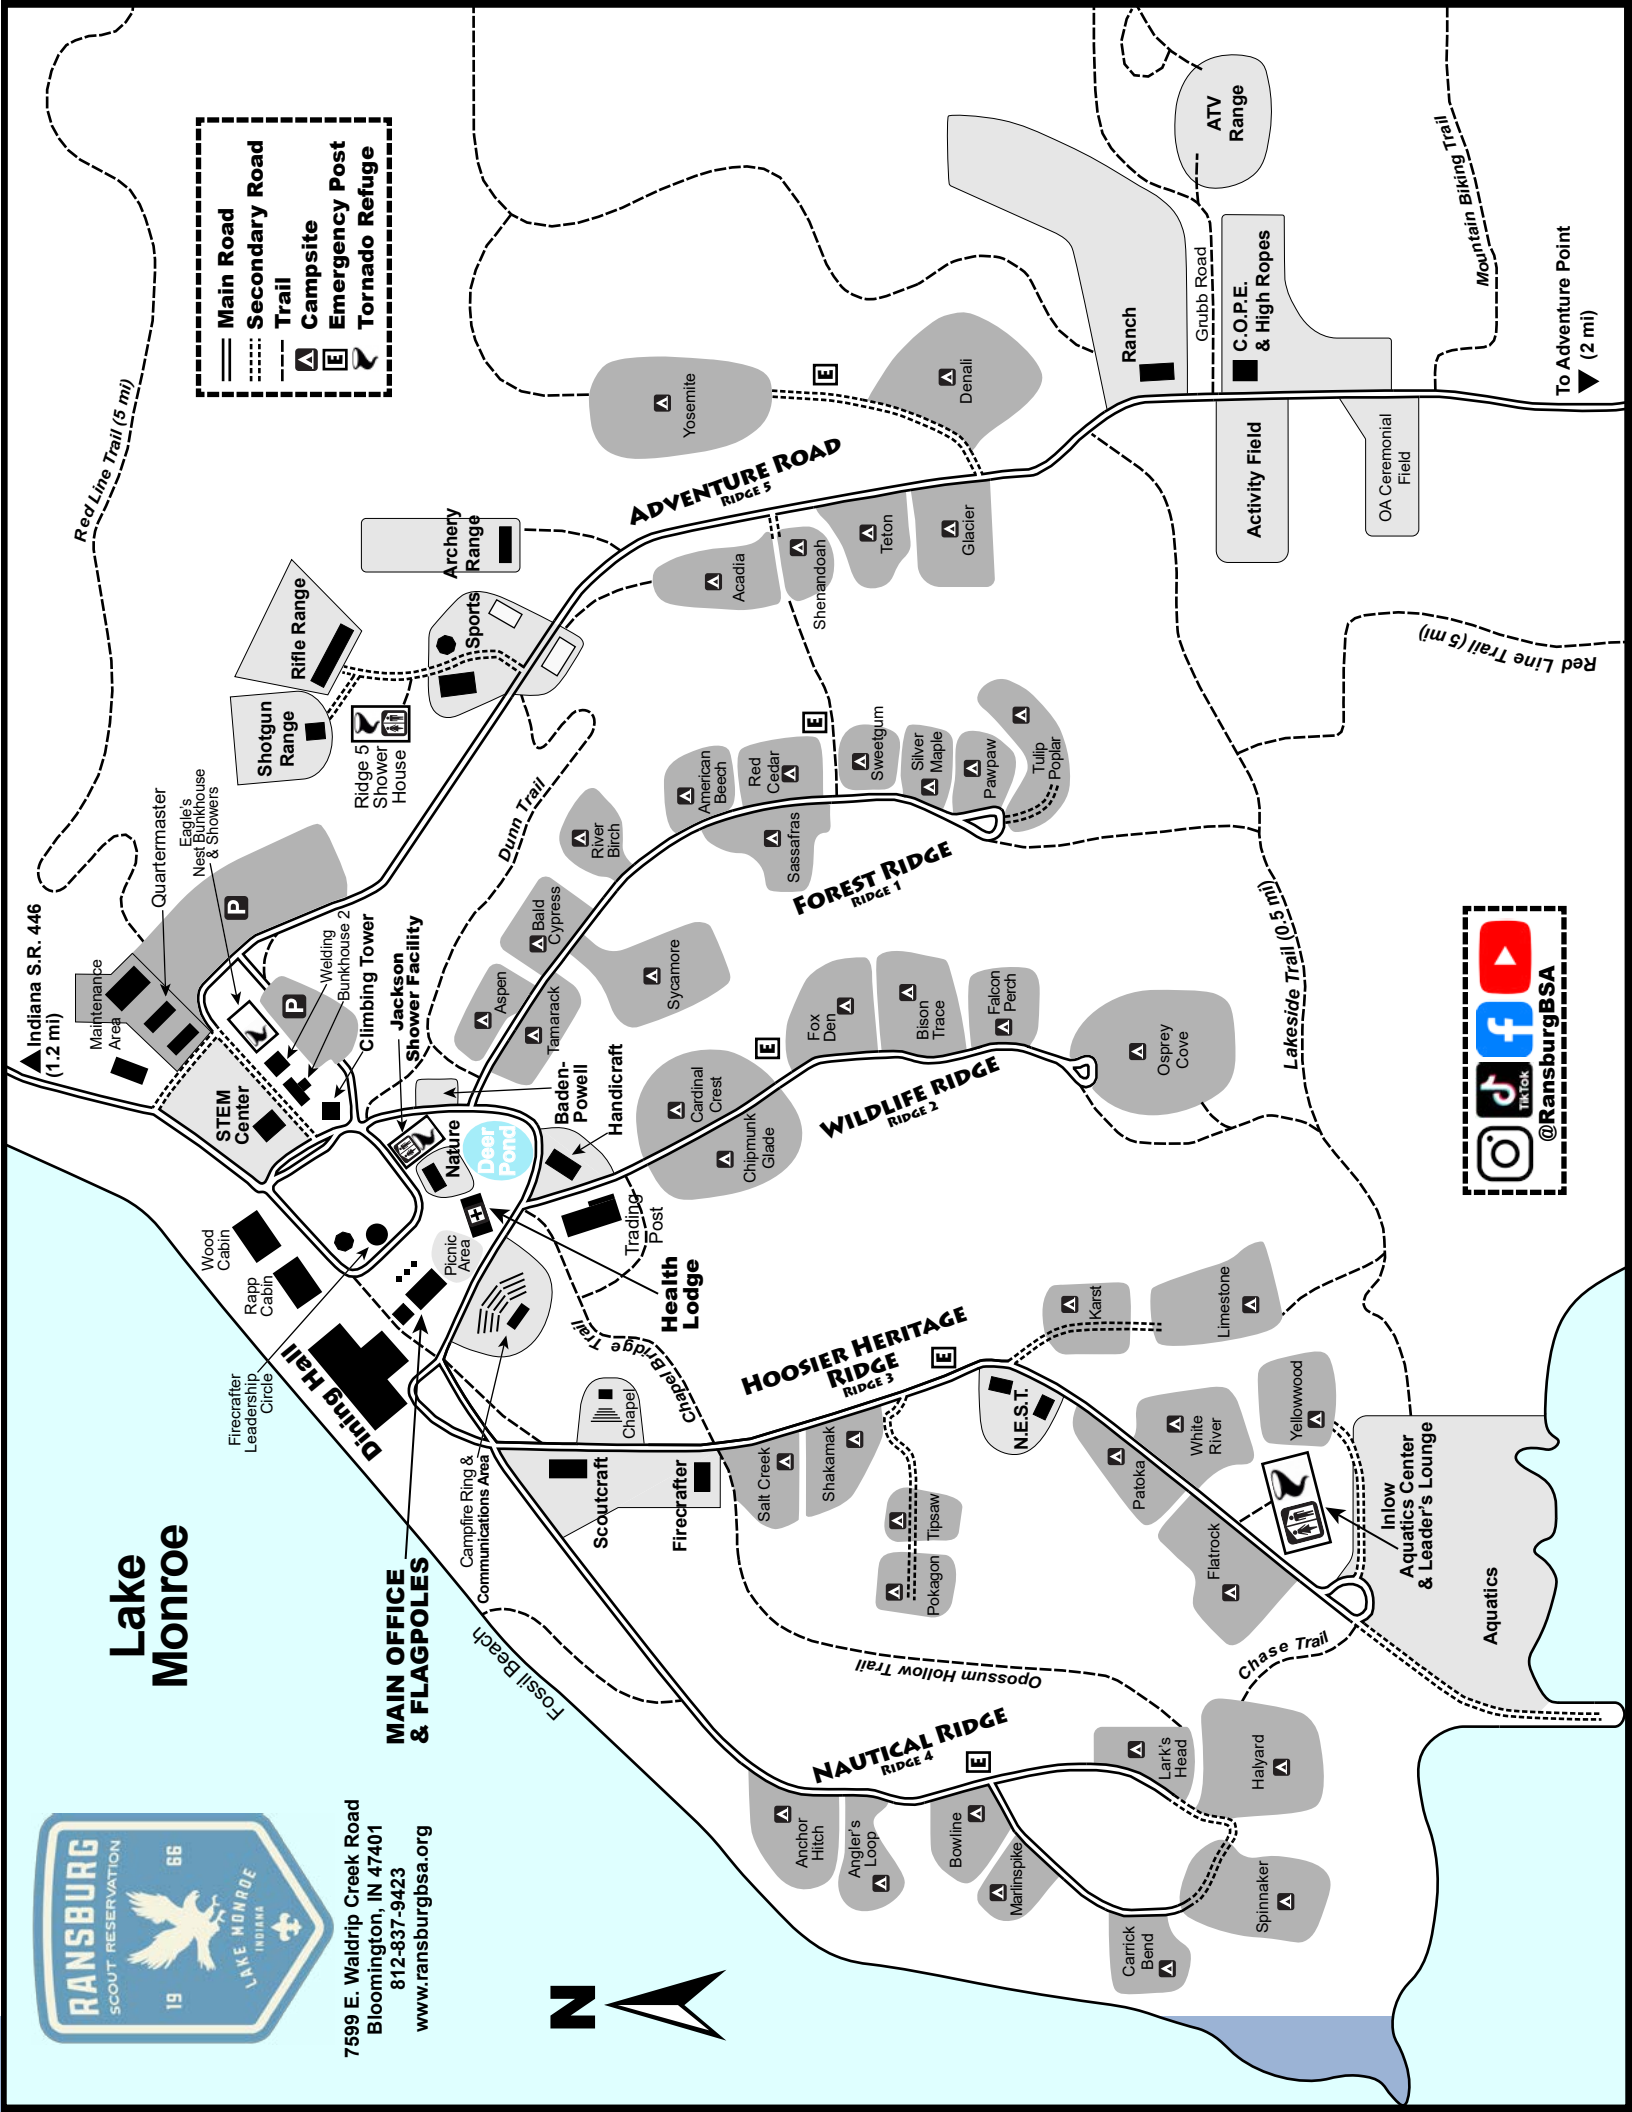 RANSBURG
SCOUT RESERVATION
19 66
LAKE MONROE
INDIANA
7599 E. Waldrip Creek Road
Bloomington, IN 47401
812-837-9423
www.ransburgbsa.org
N
Lake
Monroe
MAIN OFFICE
& FLAGPOLES
Fossil Beach
Campfire Ring &
Communications Area
Firecrafter
Leadership
Circle
Dining Hall
Rapp
Cabin
Wood
Cabin
Indiana S.R. 446
(1.2 mi)
Maintenance
Area
Quartermaster
Eagle's
Nest Bunkhouse
& Showers
Welding
Bunkhouse 2
Climbing Tower
Jackson
Shower Facility
STEM
Center
P
P
Nature
Deer
Pond
Picnic
Area
Baden-
Powell
Handicraft
Trading
Post
Health
Lodge
Chapel Bridge
Trail
Chapel
Scoutcraft
Firecrafter
Shotgun
Range
Rifle Range
Ridge 5
Shower
House
Sports
Archery
Range
Red Line Trail (5 mi)
Main Road
Secondary Road
Trail
Campsite
E Emergency Post
Tornado Refuge
Dunn Trail
ADVENTURE ROAD
RIDGE 5
Yosemite
E
Denali
Acadia
Shenandoah
Teton
Glacier
FOREST RIDGE
RIDGE 1
River
Birch
Bald
Cypress
Aspen
Tamarack
Sycamore
American
Beech
Red
Cedar
Sassafras
E
Sweetgum
Silver
Maple
Pawpaw
Tulip
Poplar
WILDLIFE RIDGE
RIDGE 2
E
Cardinal
Crest
Chipmunk
Glade
Fox
Den
Bison
Trace
Falcon
Perch
Osprey
Cove
HOOSIER HERITAGE
RIDGE
RIDGE 3
E
Salt Creek
Shakamak
Tipsaw
Pokagon
N.E.S.T.
Karst
Limestone
Patoka
White
River
Flatrock
Yellowwood
Inlow
Aquatics Center
& Leader's Lounge
Aquatics
Chase Trail
Opossum Hollow Trail
NAUTICAL RIDGE
RIDGE 4
E
Anchor
Hitch
Angler's
Loop
Bowline
Marlinspike
Carrick
Bend
Spinnaker
Lark's
Head
Halyard
Ranch
Grubb Road
ATV
Range
C.O.P.E.
& High Ropes
Activity Field
OA Ceremonial
Field
Mountain Biking Trail
To Adventure Point
(2 mi)
Red Line Trail (5 mi)
Lakeside Trail (0.5 mi)
TikTok
@RansburgBSA